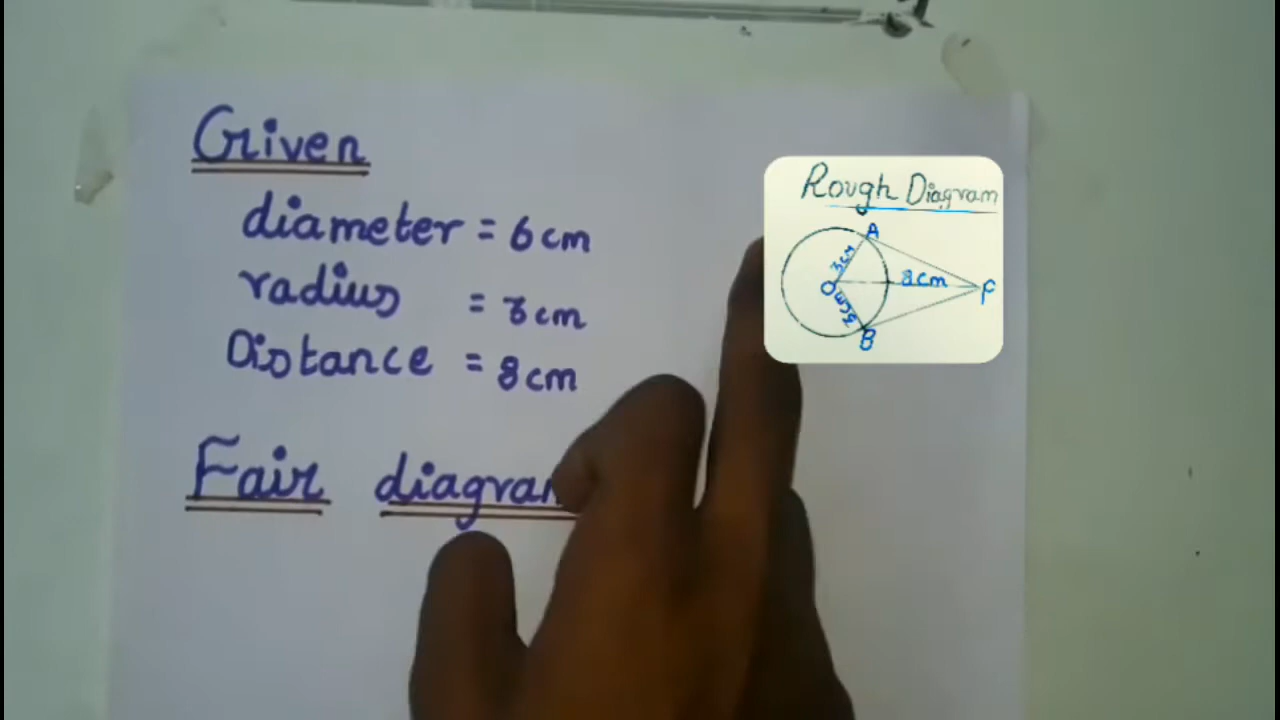 Given
diameter = 6cm
radius = 3cm
Distance = 8cm
Fair diagram
Rough Diagram
A
3cm
O
8cm
P
3cm
B